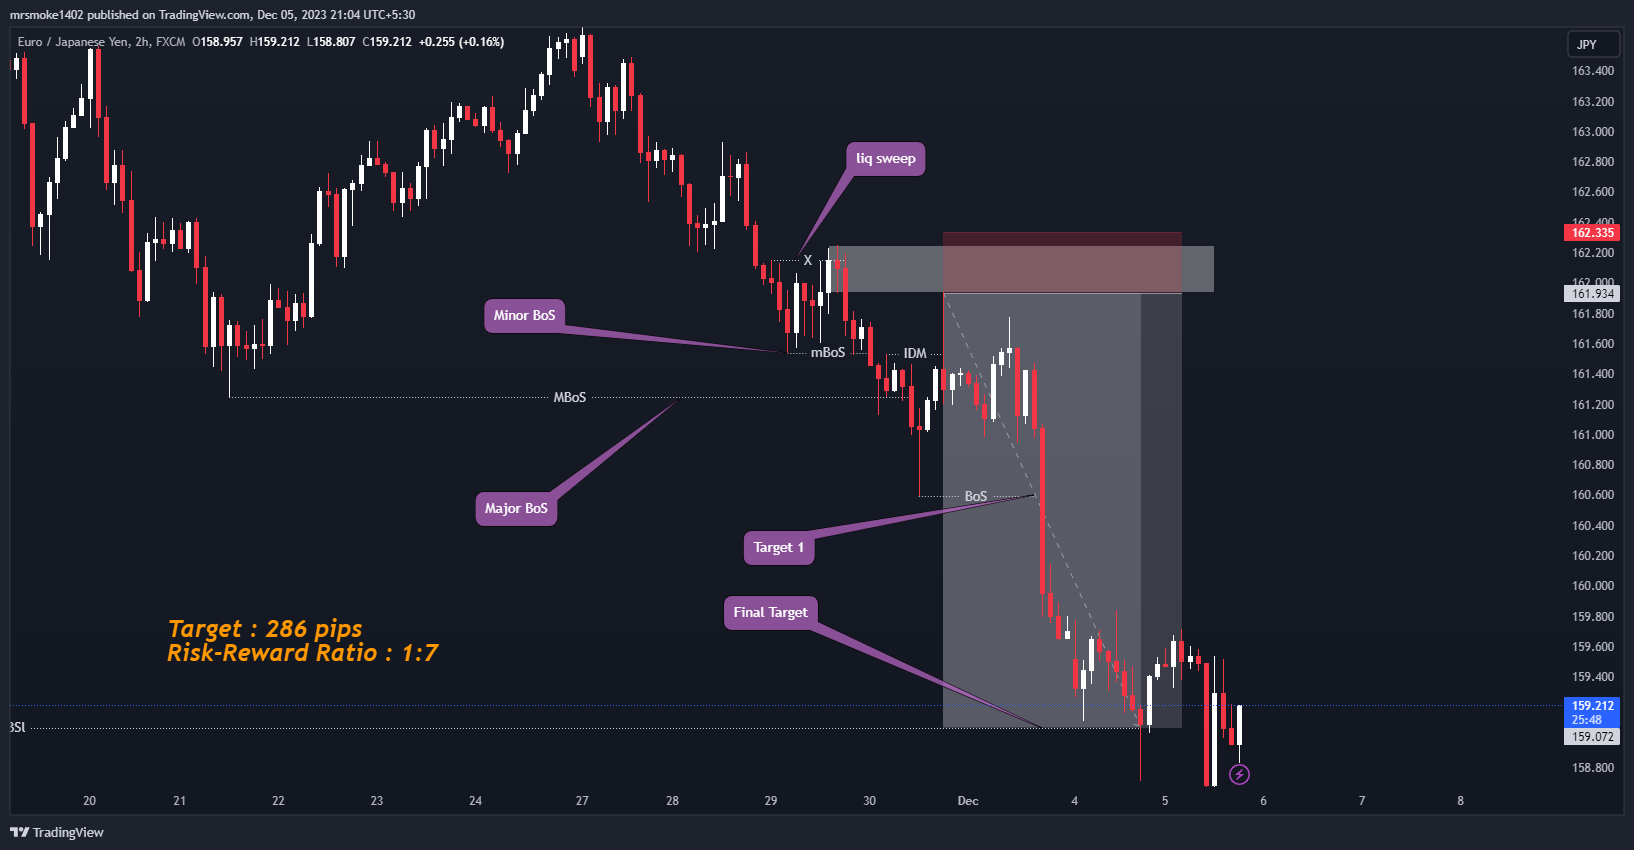 mrsmoke1402 published on TradingView.com, Dec 05, 2023 21:04 UTC+5:30
Euro / Japanese Yen, 2h, FXCM O158.957 H159.212 L158.807 C159.212 +0.255 (+0.16%)
JPY
163.400
163.200
163.000
162.800
162.600
162.400
162.335
162.200
162.000
161.934
161.800
161.600
161.400
161.200
161.000
160.800
160.600
160.400
160.200
160.000
159.800
159.600
159.400
159.212
25:48
159.072
158.800
liq sweep
X
Minor BoS
mBoS
IDM
MBoS
Major BoS
BoS
Target 1
Final Target
Target : 286 pips
Risk-Reward Ratio : 1:7
20 21 22 23 24 27 28 29 30 Dec 4 5 6 7 8
TradingView